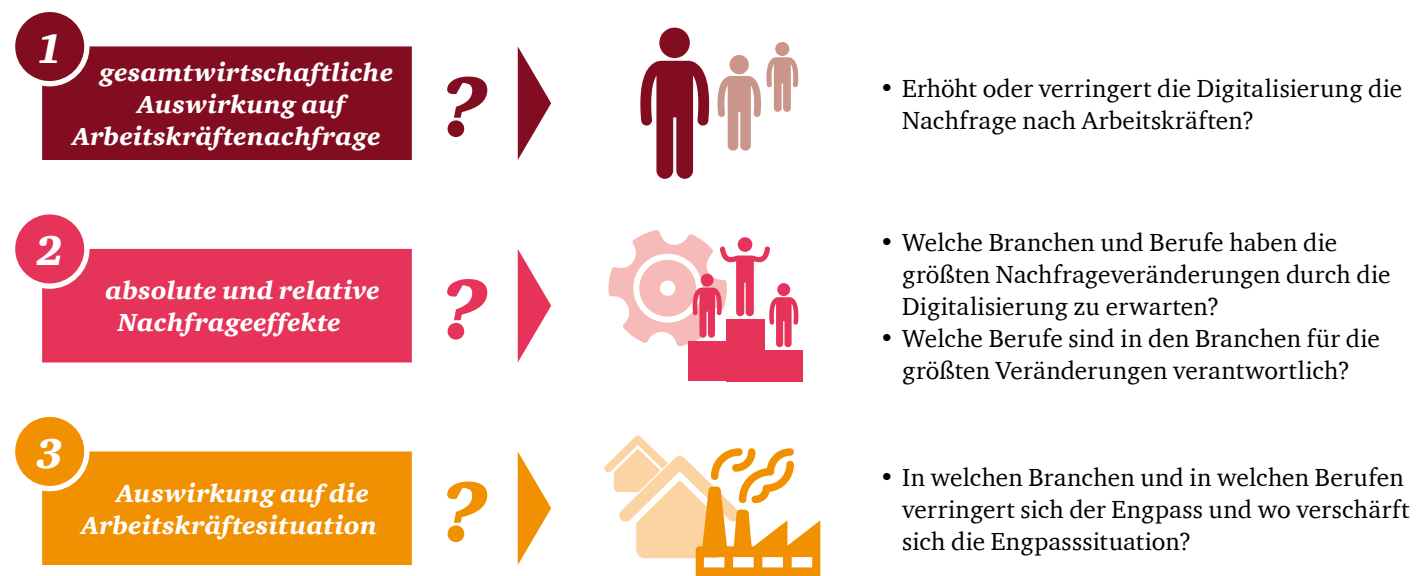 1
gesamtwirtschaftliche
Auswirkung auf
Arbeitskräftenachfrage
?
• Erhöht oder verringert die Digitalisierung die
Nachfrage nach Arbeitskräften?
2
absolute und relative
Nachfrageeffekte
?
• Welche Branchen und Berufe haben die
größten Nachfrageveränderungen durch die
Digitalisierung zu erwarten?
• Welche Berufe sind in den Branchen für die
größten Veränderungen verantwortlich?
3
Auswirkung auf die
Arbeitskräftesituation
?
• In welchen Branchen und in welchen Berufen
verringert sich der Engpass und wo verschärft
sich die Engpasssituation?